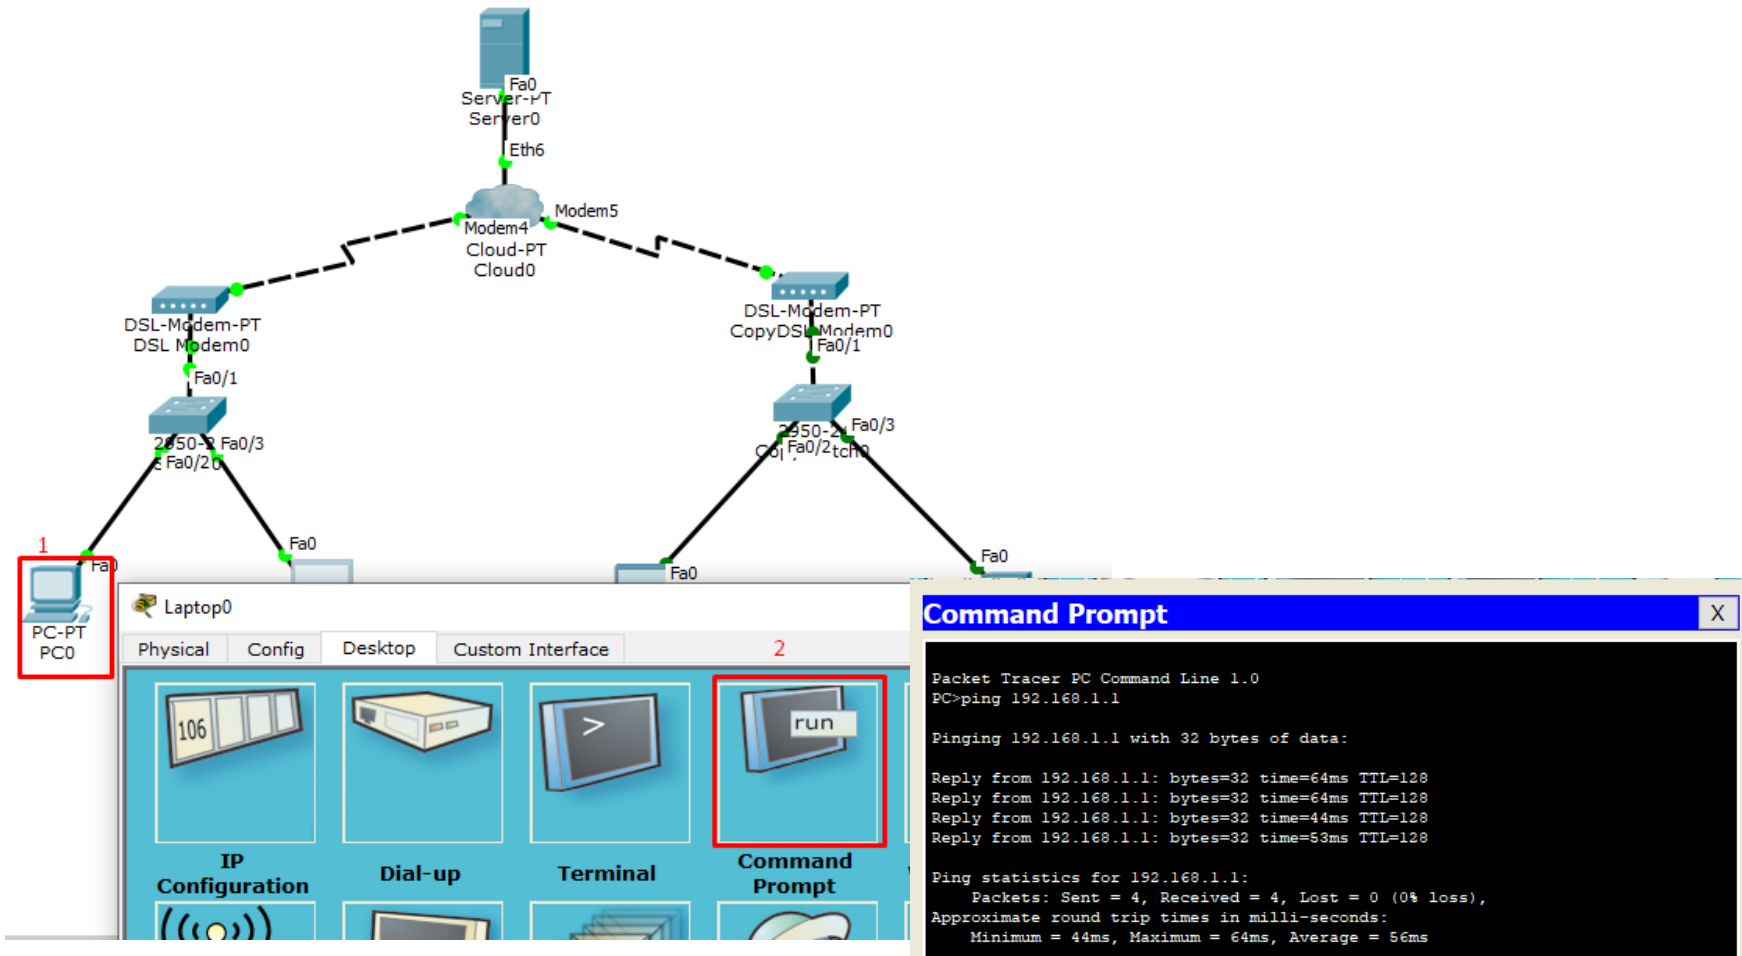 Fa0
Server-PT
Server0
Eth6
Modem5
Modem4
Cloud-PT
Cloud0
DSL-Modem-PT
DSL Modem0
DSL-Modem-PT
CopyDSL Modem0
Fa0/1
Fa0/1
Fa0/3
Fa0/2
Fa0/3
Fa0/2
1
Fa0
Fa0
Fa0
Fa0
PC-PT
PC0
Laptop0
Physical
Config
Desktop
Custom Interface
2
106
>
run
IP
Configuration
Dial-up
Terminal
Command
Prompt
Command Prompt
X
Packet Tracer PC Command Line 1.0
PC>ping 192.168.1.1
Pinging 192.168.1.1 with 32 bytes of data:
Reply from 192.168.1.1: bytes=32 time=64ms TTL=128
Reply from 192.168.1.1: bytes=32 time=64ms TTL=128
Reply from 192.168.1.1: bytes=32 time=44ms TTL=128
Reply from 192.168.1.1: bytes=32 time=53ms TTL=128
Ping statistics for 192.168.1.1:
Packets: Sent = 4, Received = 4, Lost = 0 (0% loss),
Approximate round trip times in milli-seconds:
Minimum = 44ms, Maximum = 64ms, Average = 56ms